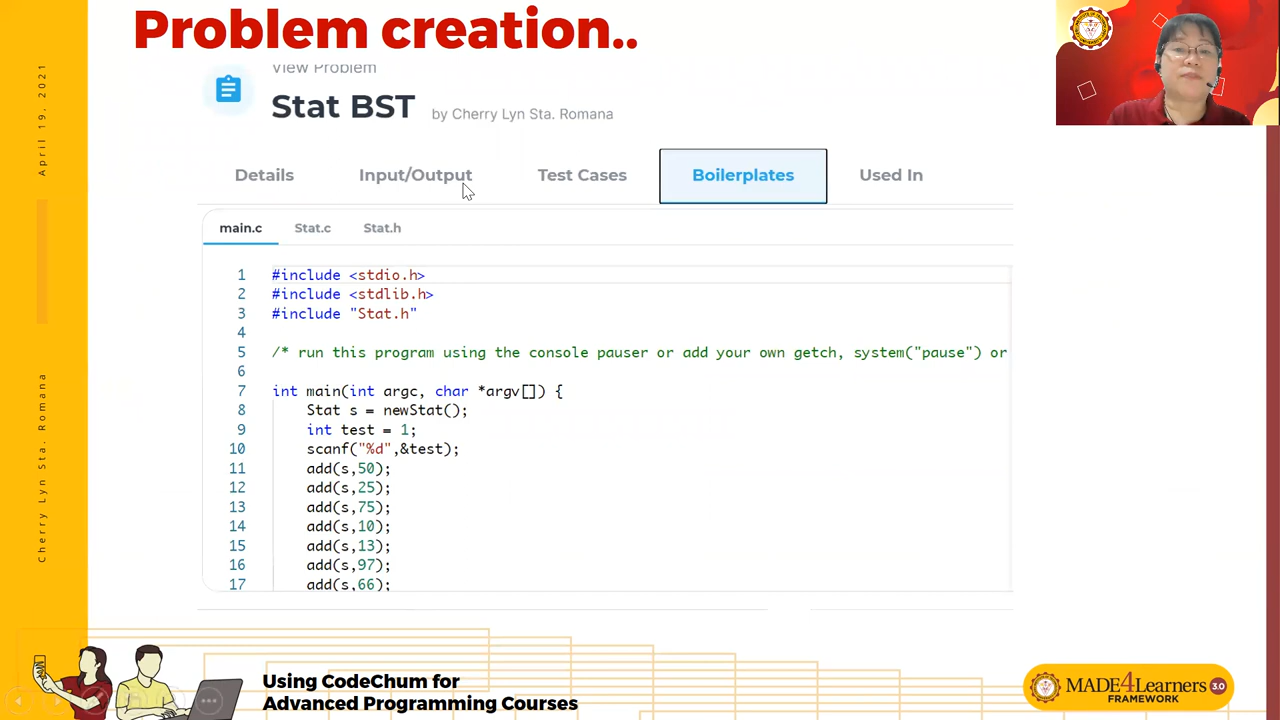 Problem creation..
View Problem
Stat BST by Cherry Lyn Sta. Romana
Details Input/Output Test Cases Boilerplates Used In
main.c Stat.c Stat.h
1 #include <stdio.h>
2 #include <stdlib.h>
3 #include "Stat.h"
4
5 /* run this program using the console pauser or add your own getch, system("pause") or
6
7 int main(int argc, char *argv[]) {
8 Stat s = newStat();
9 int test = 1;
10 scanf("%d",&test);
11 add(s,50);
12 add(s,25);
13 add(s,75);
14 add(s,10);
15 add(s,13);
16 add(s,97);
17 add(s,66);
April 19, 2021
Cherry Lyn Sta. Romana
Using CodeChum for
Advanced Programming Courses
MADE4Learners 3.0
FRAMEWORK